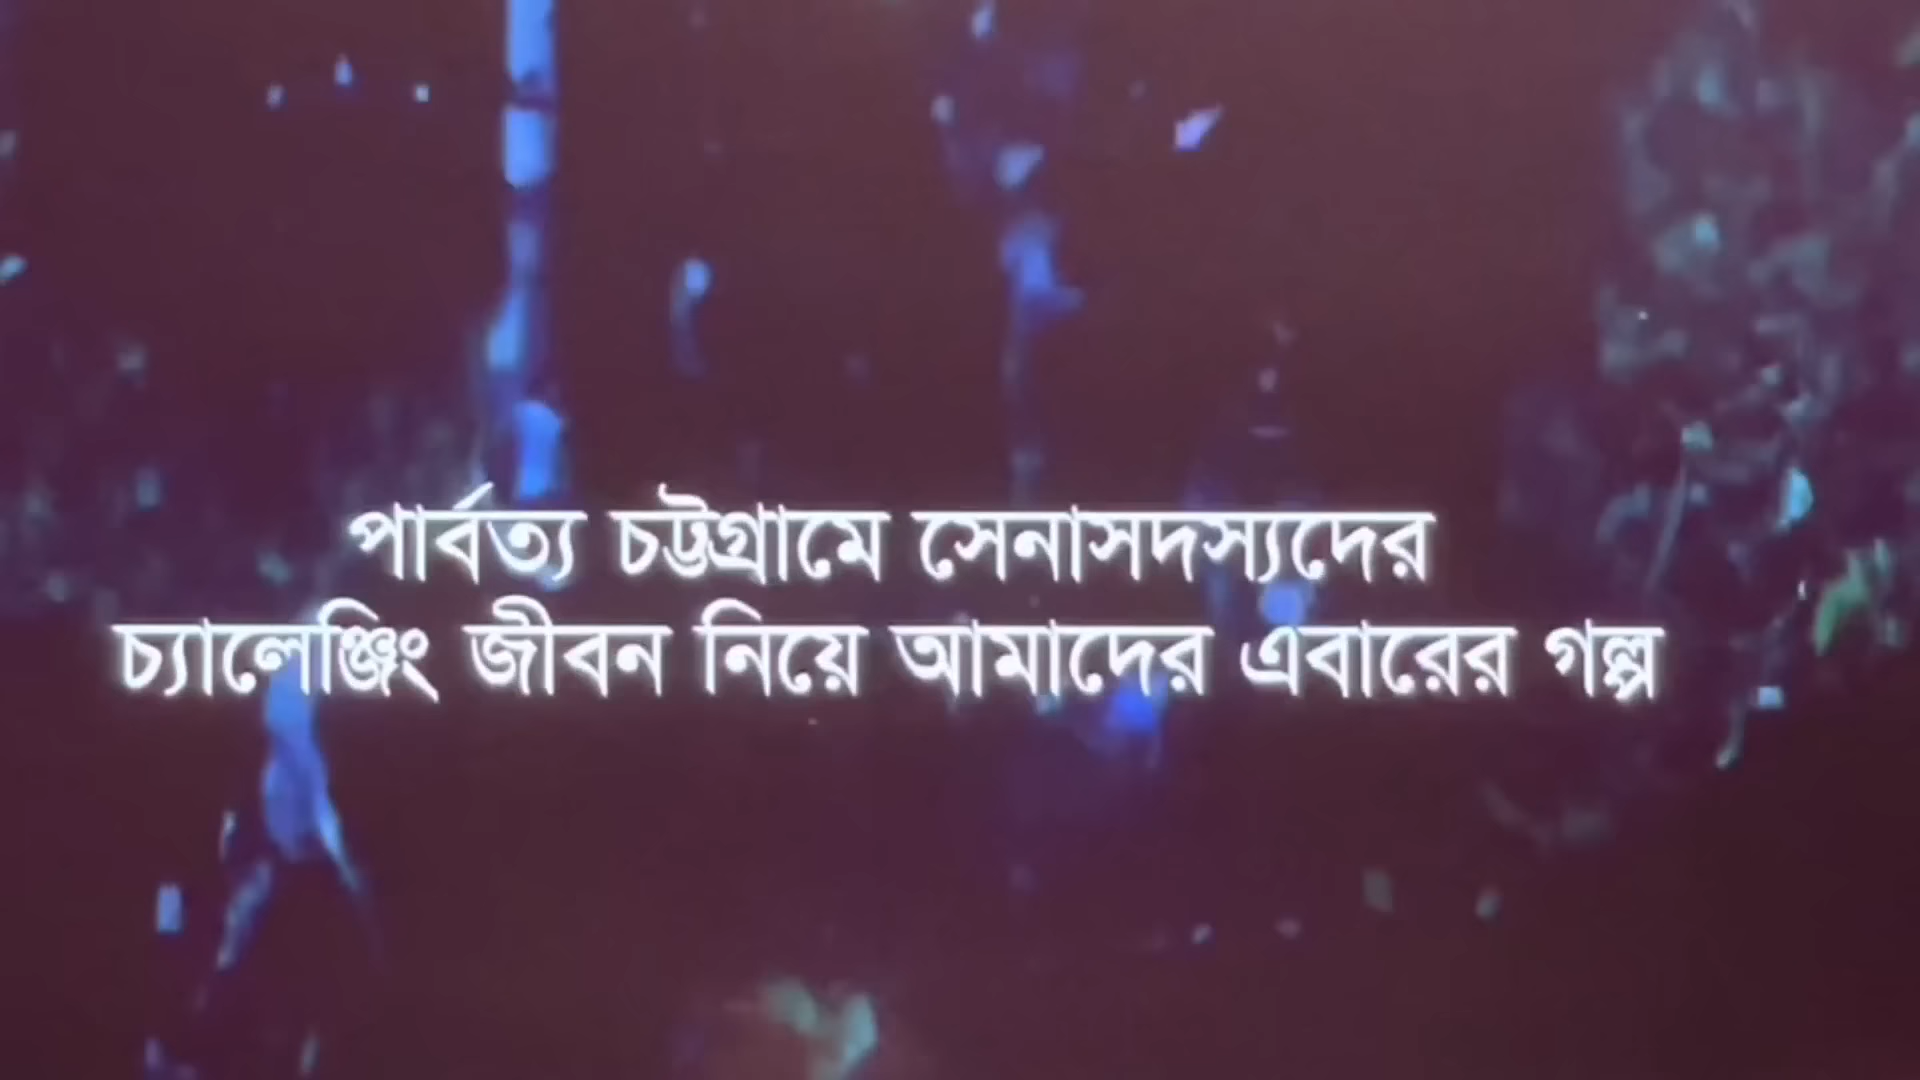 পার্বত্য চট্টগ্রামে সেনাসদস্যদের
চ্যালেঞ্জিং জীবন নিয়ে আমাদের এবারের গল্প